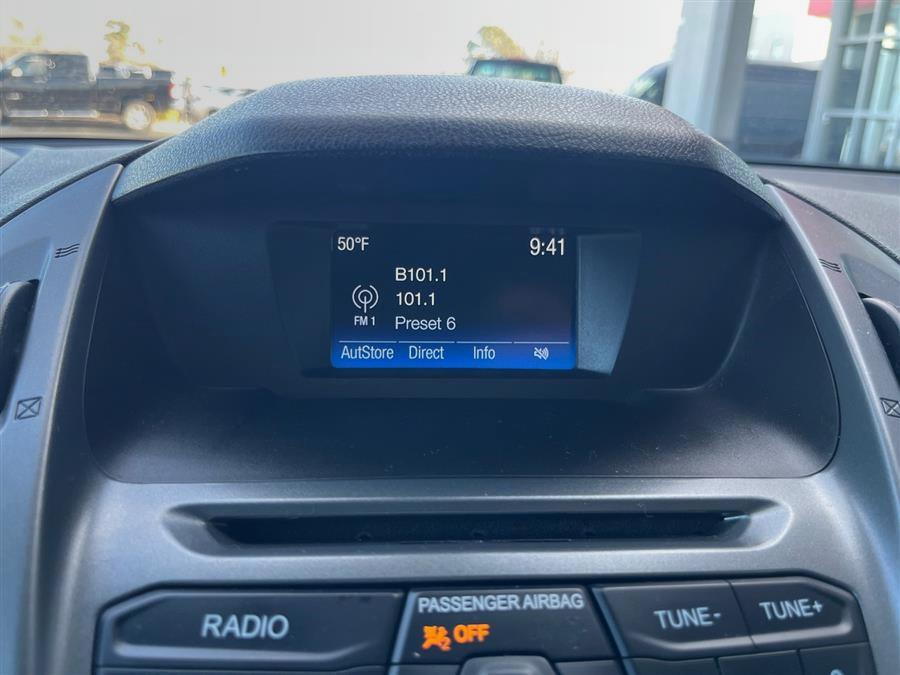 50°F 9:41
B101.1
101.1
FM 1 Preset 6
AutStore Direct Info
RADIO PASSENGER AIRBAG TUNE- TUNE+
2 OFF